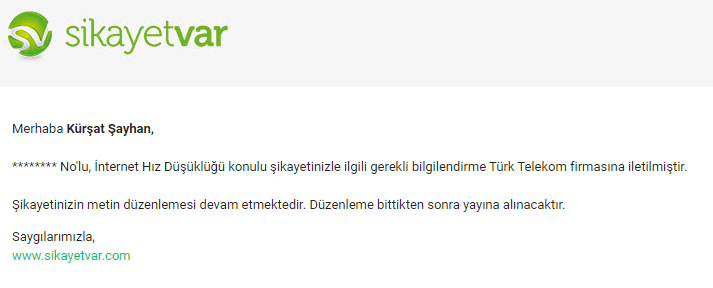 sikayetvar
Merhaba Kürşat Şayhan,
******** No'lu, İnternet Hız Düşüklüğü konulu şikayetinizle ilgili gerekli bilgilendirme Türk Telekom firmasına iletilmiştir.
Şikayetinizin metin düzenlemesi devam etmektedir. Düzenleme bittikten sonra yayına alınacaktır.
Saygılarımızla,
www.sikayetvar.com